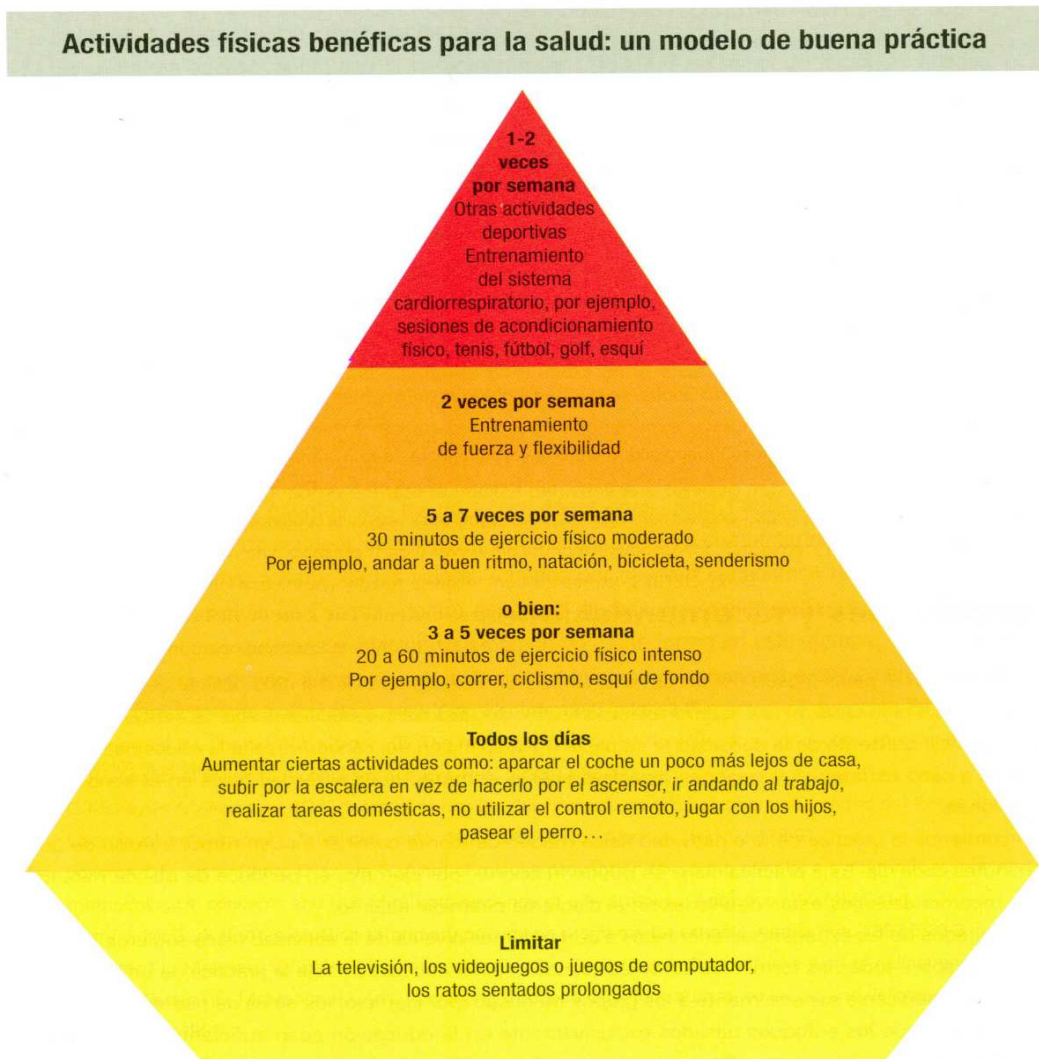 Actividades físicas benéficas para la salud: un modelo de buena práctica
1-2
veces
por semana
Otras actividades
deportivas
Entrenamiento
del sistema
cardiorrespiratorio, por ejemplo,
sesiones de acondicionamiento
físico, tenis, fútbol, golf, esquí
2 veces por semana
Entrenamiento
de fuerza y flexibilidad
5 a 7 veces por semana
30 minutos de ejercicio físico moderado
Por ejemplo, andar a buen ritmo, natación, bicicleta, senderismo
o bien:
3 a 5 veces por semana
20 a 60 minutos de ejercicio físico intenso
Por ejemplo, correr, ciclismo, esquí de fondo
Todos los días
Aumentar ciertas actividades como: aparcar el coche un poco más lejos de casa,
subir por la escalera en vez de hacerlo por el ascensor, ir andando al trabajo,
realizar tareas domésticas, no utilizar el control remoto, jugar con los hijos,
pasear el perro…
Limitar
La televisión, los videojuegos o juegos de computador,
los ratos sentados prolongados